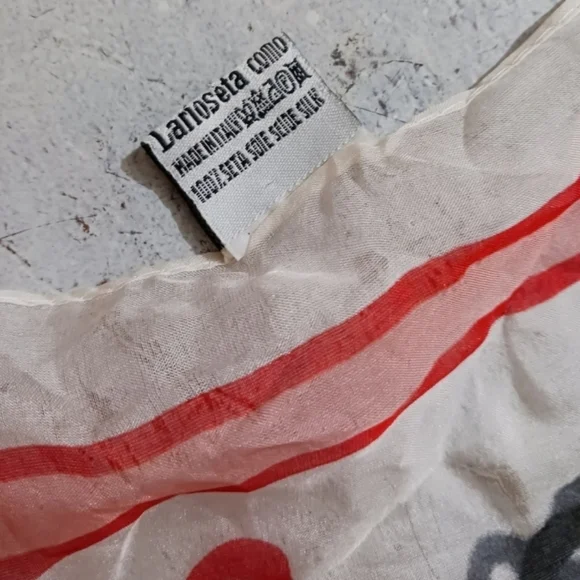 Larioseta como
MADE IN ITALY
100% SETA SOIE SEIDE SILK